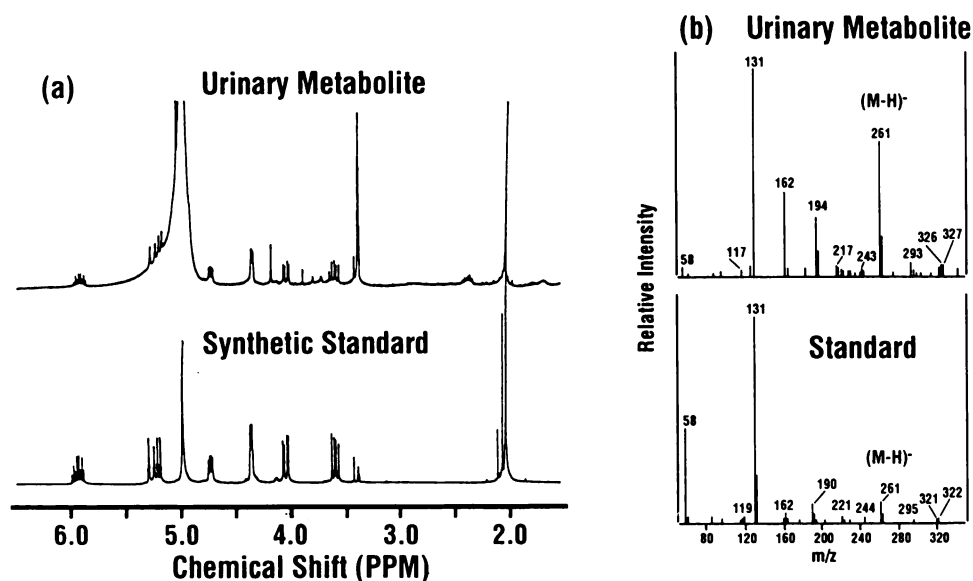 (a)
Urinary Metabolite
Synthetic Standard
6.0 5.0 4.0 3.0 2.0
Chemical Shift (PPM)
(b) Urinary Metabolite
131
(M-H)-
261
162
194
326 327
58 117 217 243 293
Relative Intensity
131
Standard
58
(M-H)-
190 261
119 162 221 244 295 321 322
80 120 160 200 240 280 320
m/z